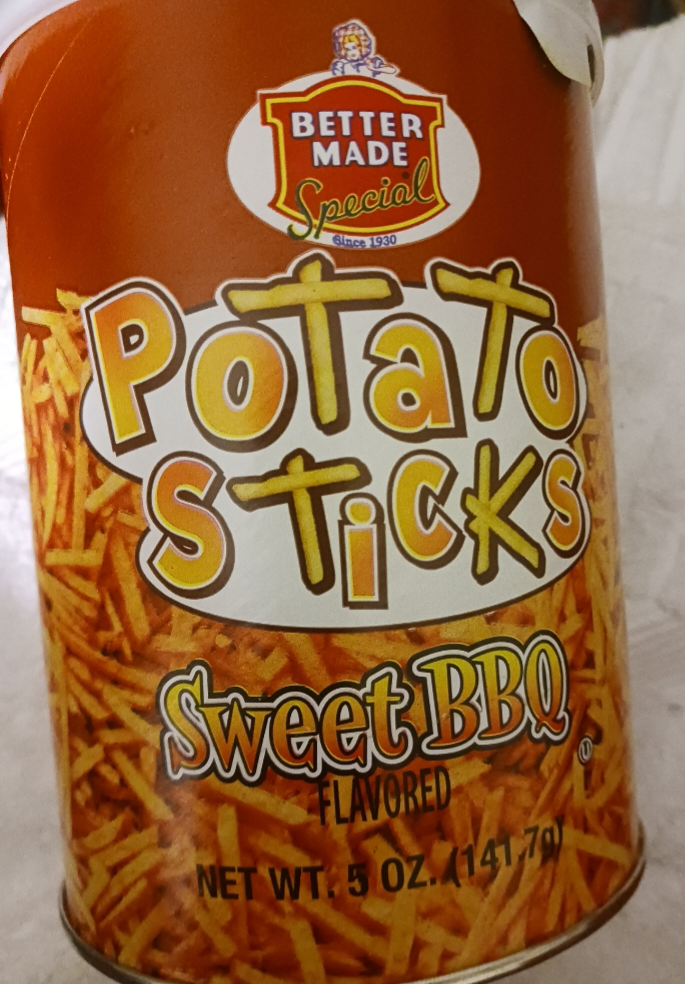 BETTER
MADE
Special®
Since 1930
POTATO
STICKS
Sweet BBQ
FLAVORED
U
NET WT. 5 OZ. (141.7g)